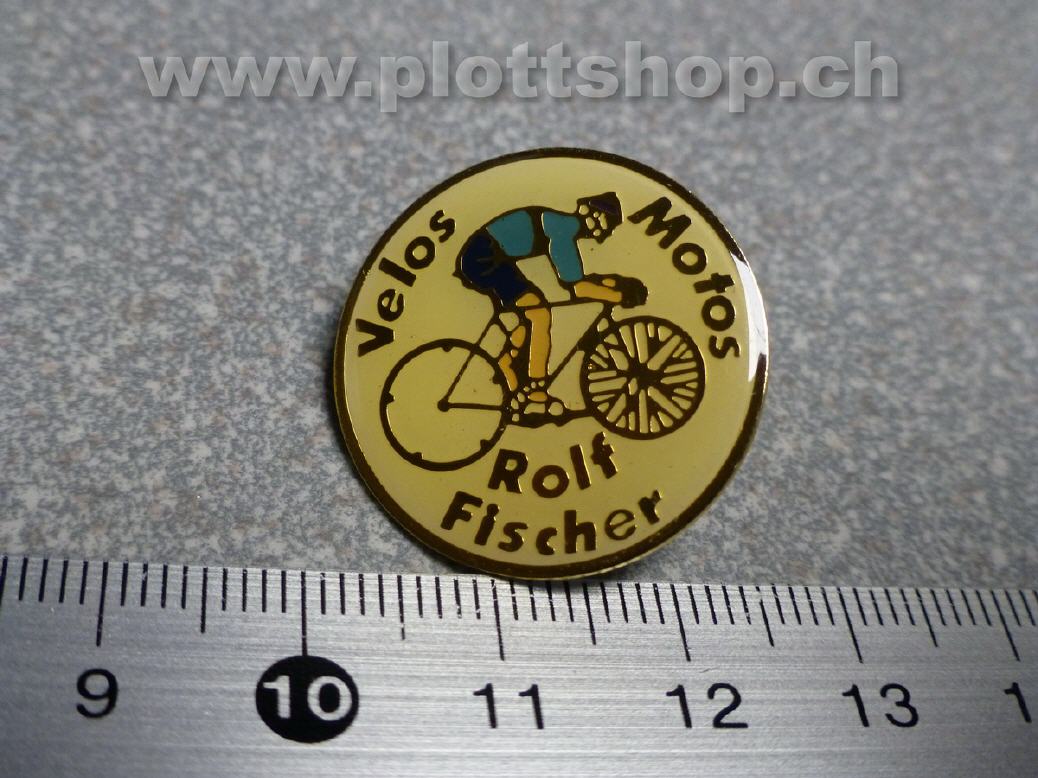 www.plottshop.ch
Velos
Motos
Rolf
Fischer
9 10 11 12 13